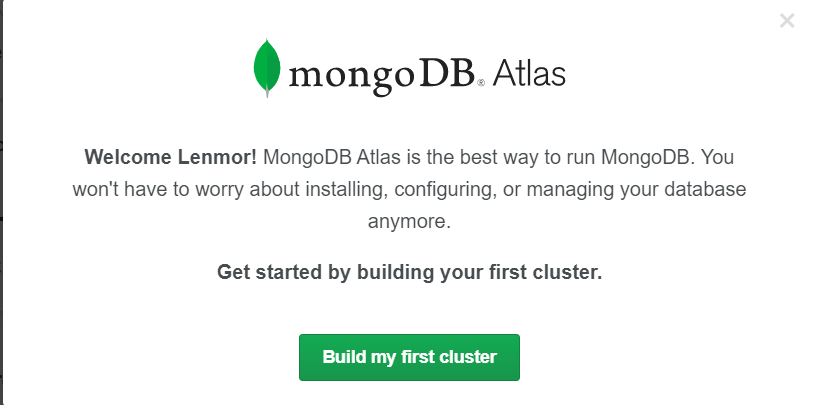 mongoDB® Atlas
Welcome Lenmor! MongoDB Atlas is the best way to run MongoDB. You
won't have to worry about installing, configuring, or managing your database
anymore.
Get started by building your first cluster.
Build my first cluster